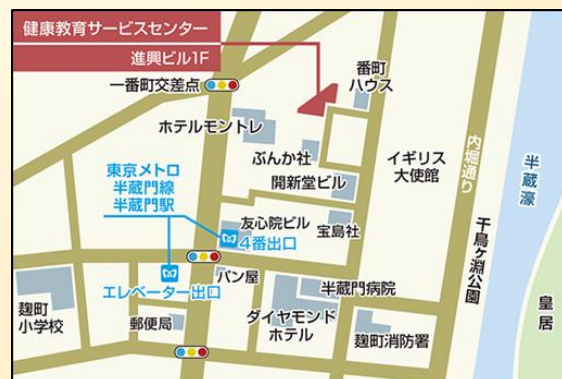 健康教育サービスセンター
進興ビル1F
一番町交差点
番町
ハウス
ホテルモントレ
ぶんか社
イギリス
大使館
内堀通り
半蔵濠
東京メトロ
半蔵門線
半蔵門駅
開新堂ビル
友心院ビル
宝島社
4番出口
千鳥ヶ淵公園
エレベーター出口
パン屋
半蔵門病院
麹町
小学校
郵便局
ダイヤモンド
ホテル
麹町消防署
皇居